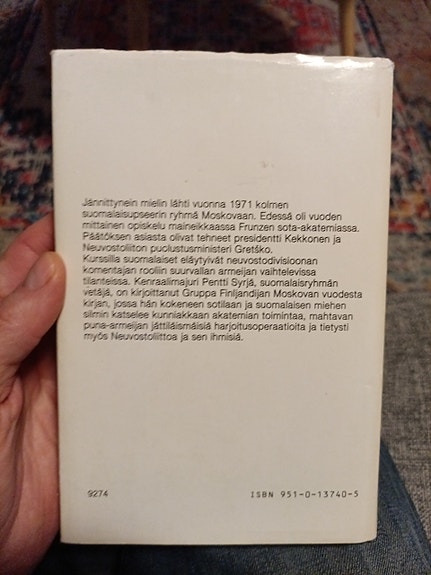 Jännittynein mielin lähti vuonna 1971 kolmen
suomalaisupseerin ryhmä Moskovaan. Edessä oli vuoden
mittainen opiskelu maineikkaassa Frunzen sota-akatemiassa.
Päätöksen asiasta olivat tehneet presidentti Kekkonen ja
Neuvostoliiton puolustusministeri Gretško.
Kurssilla suomalaiset eläytyivät neuvostodivisioonan
komentajan rooliin suurvallan armeijan vaihtelevissa
tilanteissa. Kenraalimajuri Pentti Syrjä, suomalaisryhmän
vetäjä, on kirjoittanut Gruppa Finljandijan Moskovan vuodesta
kirjan, jossa hän kokeneen sotilaan ja suomalaisen miehen
silmin katselee kunniakkaan akatemian toimintaa, mahtavan
puna-armeijan jättiläismäisiä harjoitusoperaatioita ja tietysti
myös Neuvostoliittoa ja sen ihmisiä.
9274 ISBN 951-0-13740-5